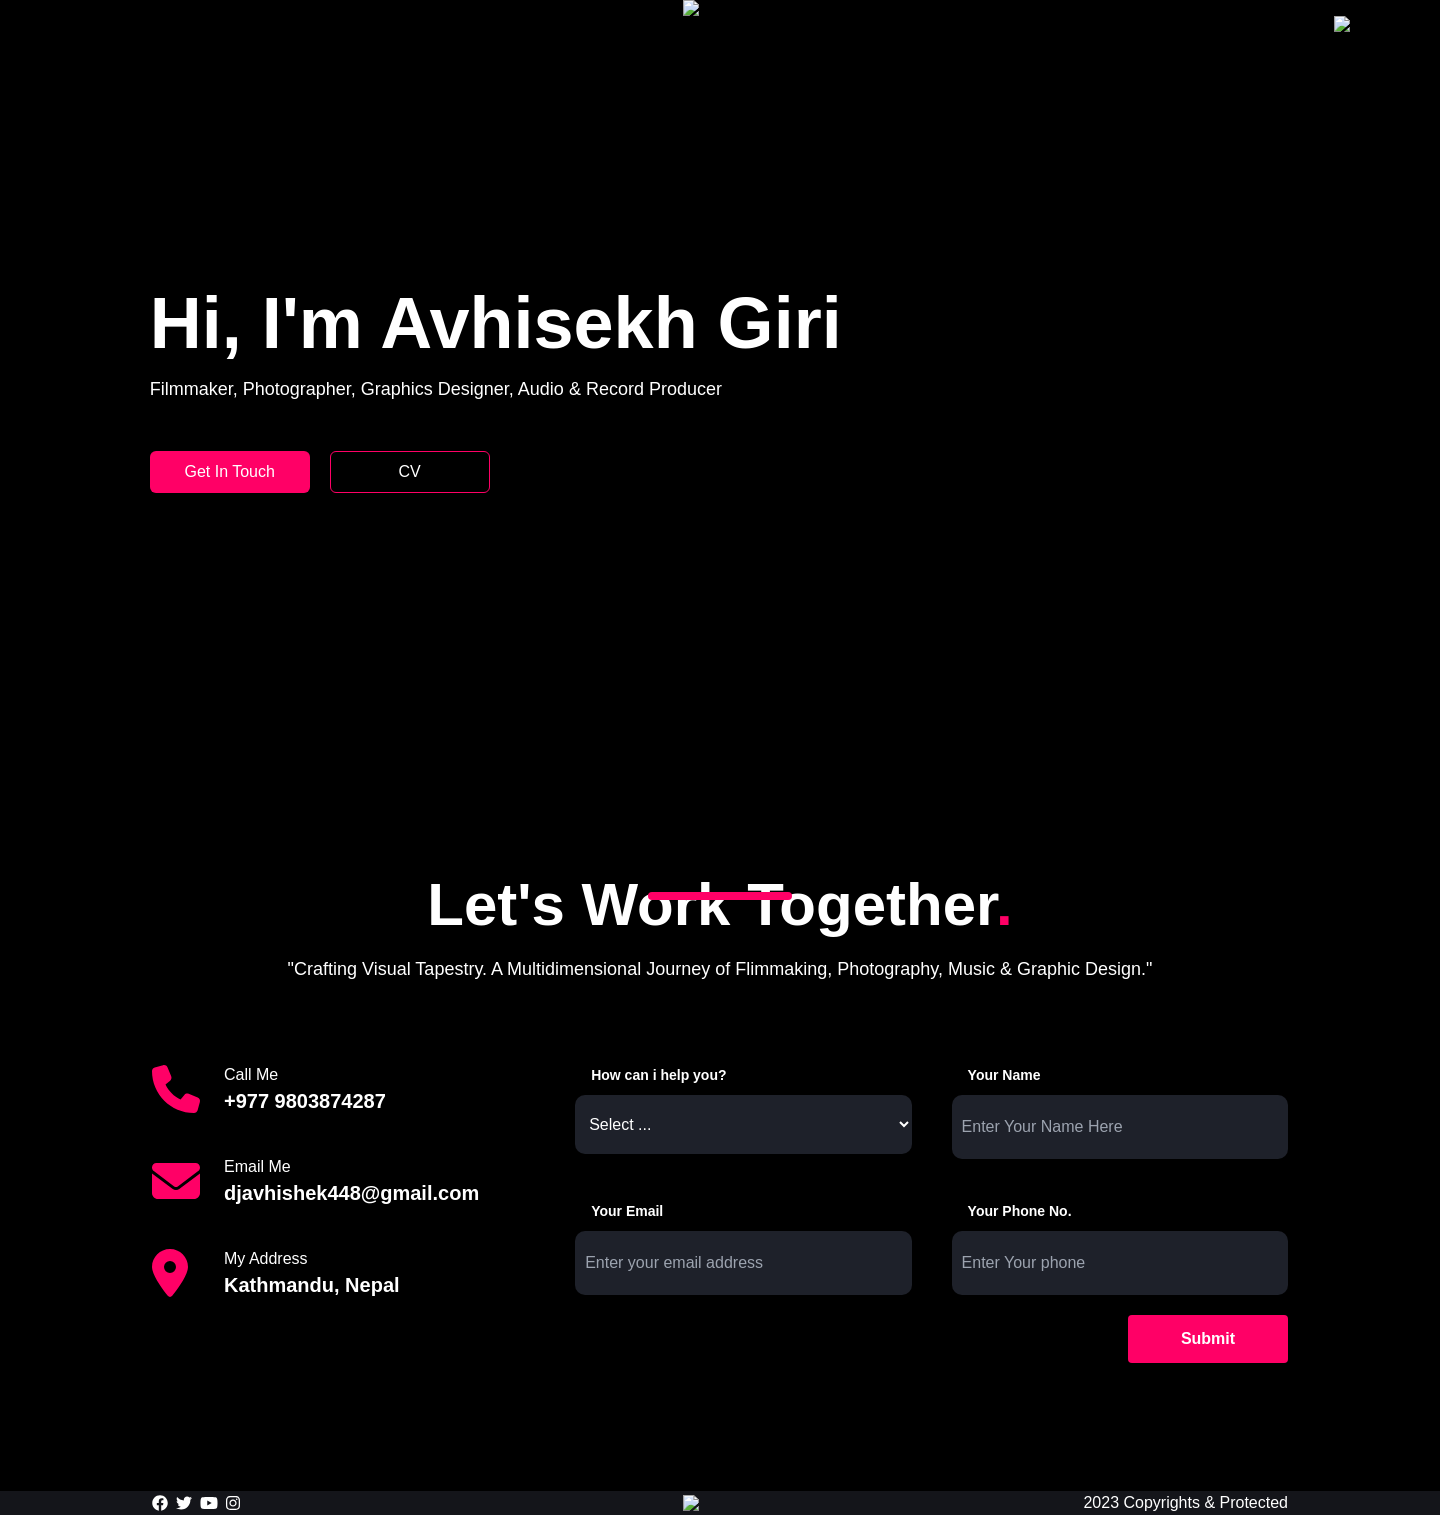 Hi, I'm Avhisekh Giri
Filmmaker, Photographer, Graphics Designer, Audio & Record Producer
Get In Touch
CV
Let's Work Together.
"Crafting Visual Tapestry. A Multidimensional Journey of Flimmaking, Photography, Music & Graphic Design."
Call Me
+977 9803874287
Email Me
djavhishek448@gmail.com
My Address
Kathmandu, Nepal
How can i help you?
Select ...
Your Name
Enter Your Name Here
Your Email
Enter your email address
Your Phone No.
Enter Your phone
Submit
2023 Copyrights & Protected